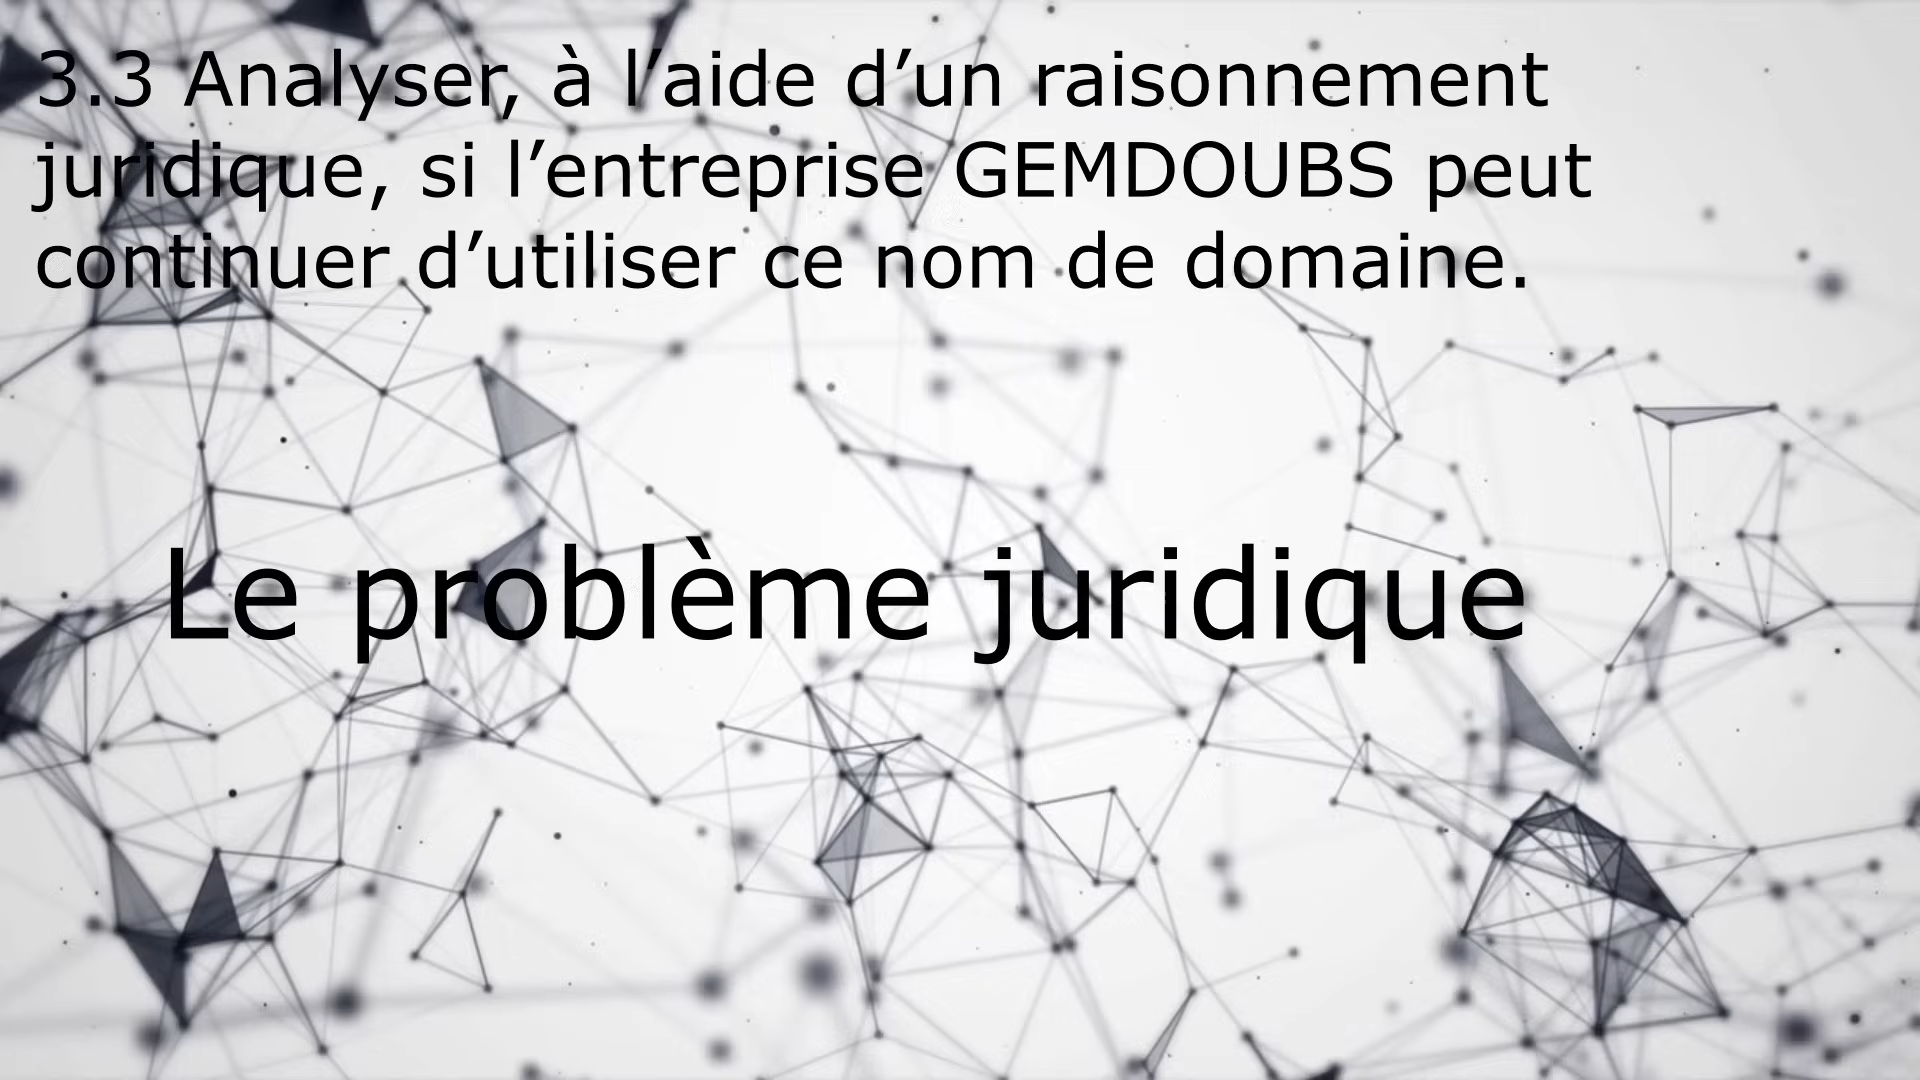 3.3 Analyser, à l’aide d’un raisonnement
juridique, si l’entreprise GEMDOUBS peut
continuer d’utiliser ce nom de domaine.
Le problème juridique